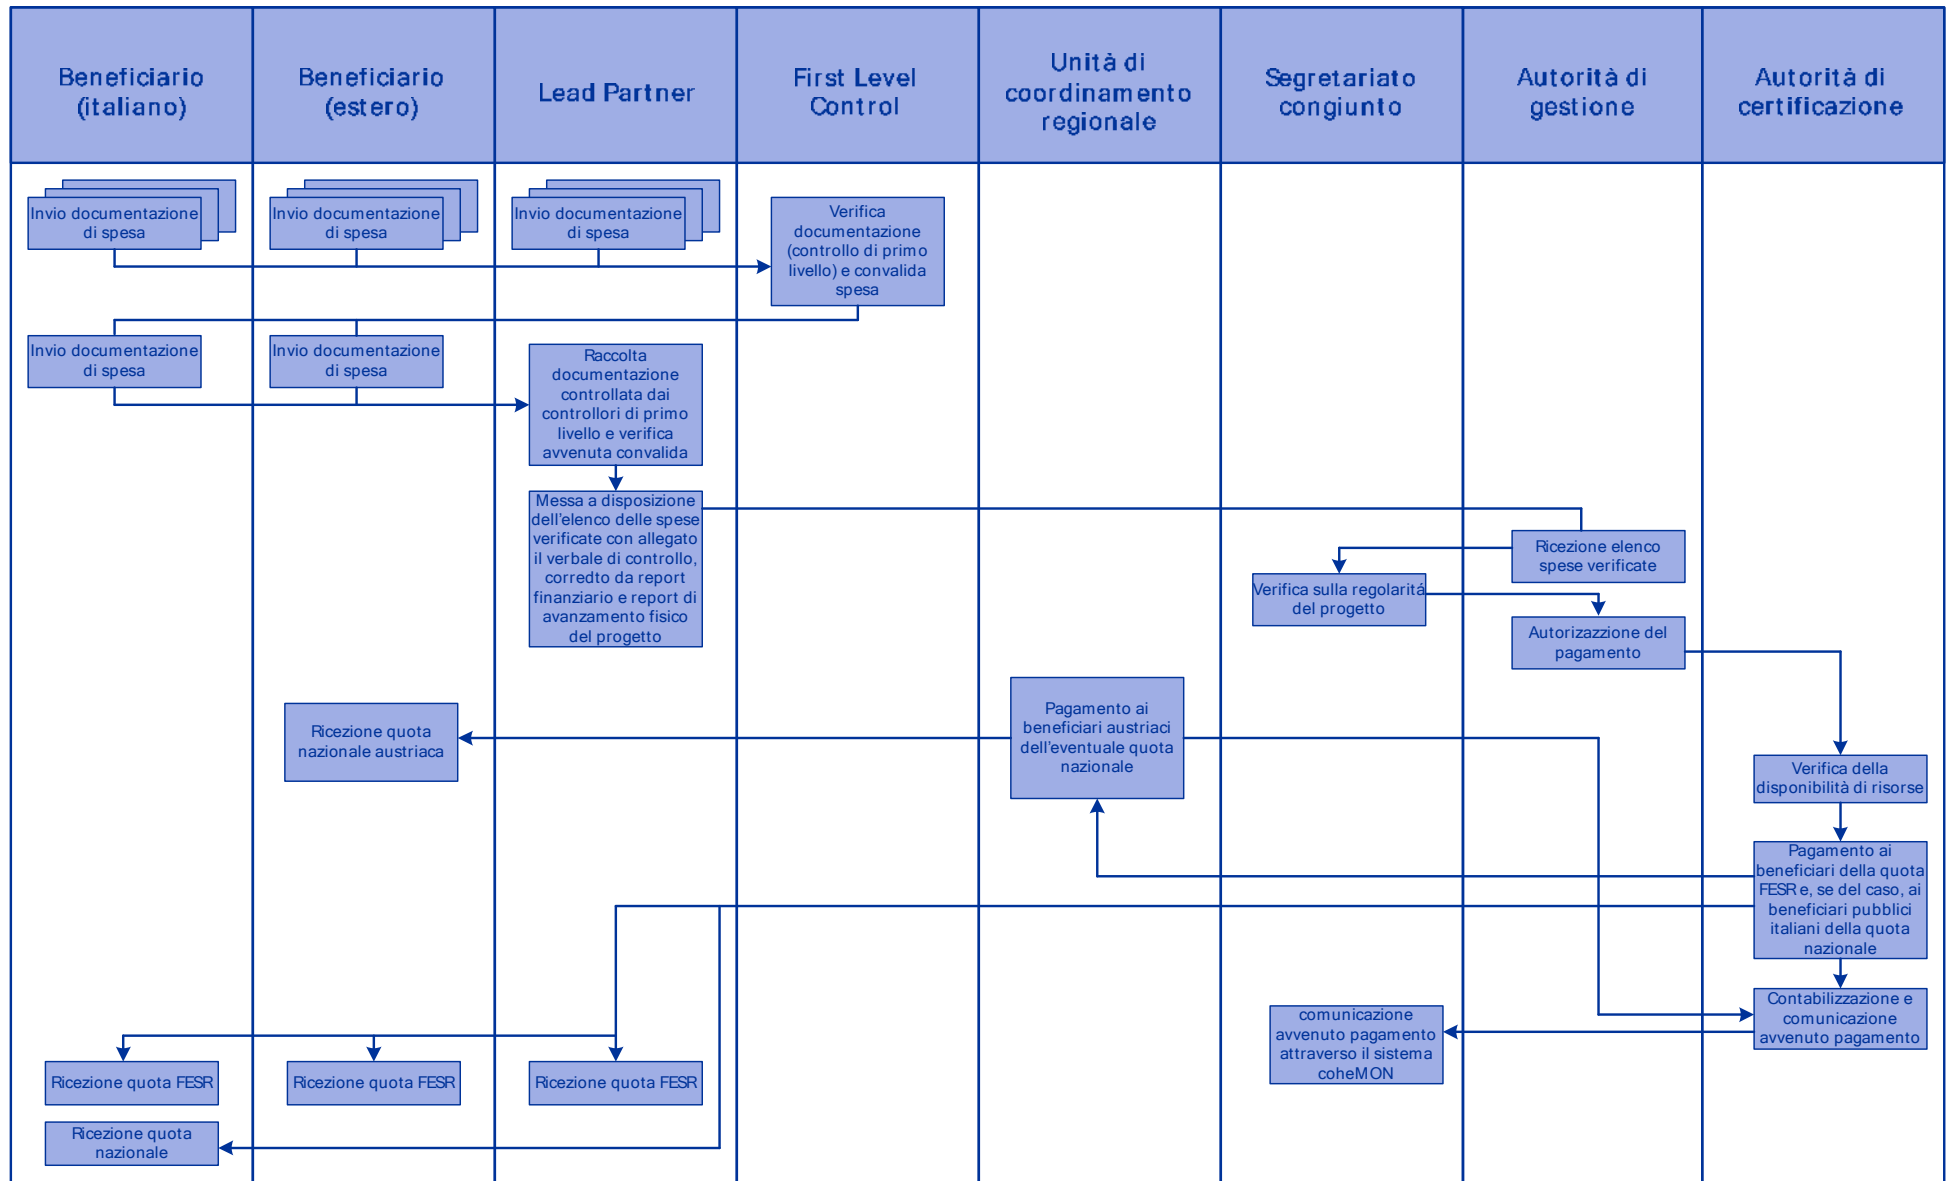 Beneficiario
(italiano)
Beneficiario
(estero)
Lead Partner
First Level
Control
Unità di
coordinamento
regionale
Segretariato
congiunto
Autorità di
gestione
Autorità di
certificazione
Invio documentazione
di spesa
Invio documentazione
di spesa
Invio documentazione
di spesa
Verifica
documentazione
(controllo di primo
livello) e convalida
spesa
Invio documentazione
di spesa
Invio documentazione
di spesa
Raccolta
documentazione
controllata dai
controllori di primo
livello e verifica
avvenuta convalida
Messa a disposizione
dell'elenco delle spese
verificate con allegato
il verbale di controllo,
corredto da report
finanziario e report di
avanzamento fisico
del progetto
Ricezione elenco
spese verificate
Verifica sulla regolaritá
del progetto
Autorizazzione del
pagamento
Pagamento ai
beneficiari austriaci
dell'eventuale quota
nazionale
Ricezione quota
nazionale austriaca
Verifica della
disponibilità di risorse
Pagamento ai
beneficiari della quota
FESR e, se del caso, ai
beneficiari pubblici
italiani della quota
nazionale
Contabilizzazione e
comunicazione
avvenuto pagamento
comunicazione
avvenuto pagamento
attraverso il sistema
coheMON
Ricezione quota FESR
Ricezione quota FESR
Ricezione quota FESR
Ricezione quota
nazionale